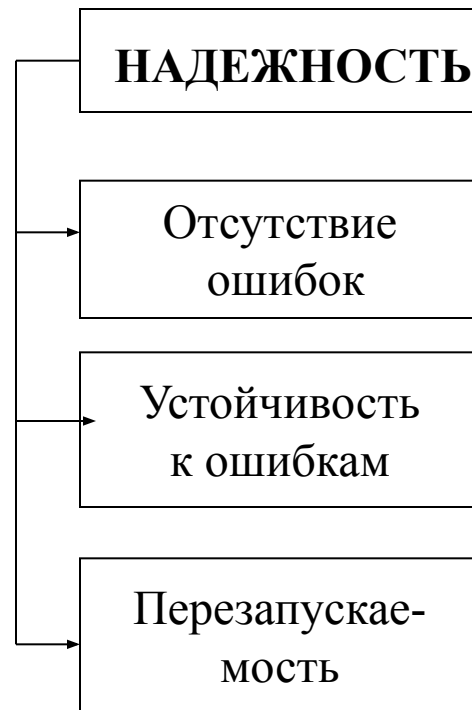 НАДЕЖНОСТЬ
Отсутствие
ошибок
Устойчивость
к ошибкам
Перезапускае-
мость